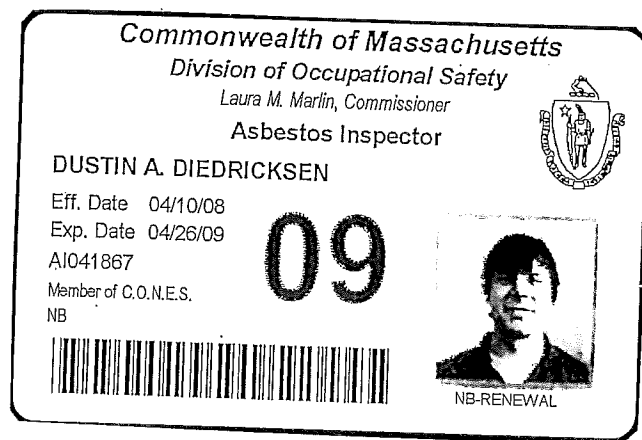 Commonwealth of Massachusetts
Division of Occupational Safety
Laura M. Marlin, Commissioner
Asbestos Inspector
DUSTIN A. DIEDRICKSEN
Eff. Date 04/10/08
Exp. Date 04/26/09
09
AI041867
Member of C.O.N.E.S.
NB
NB-RENEWAL